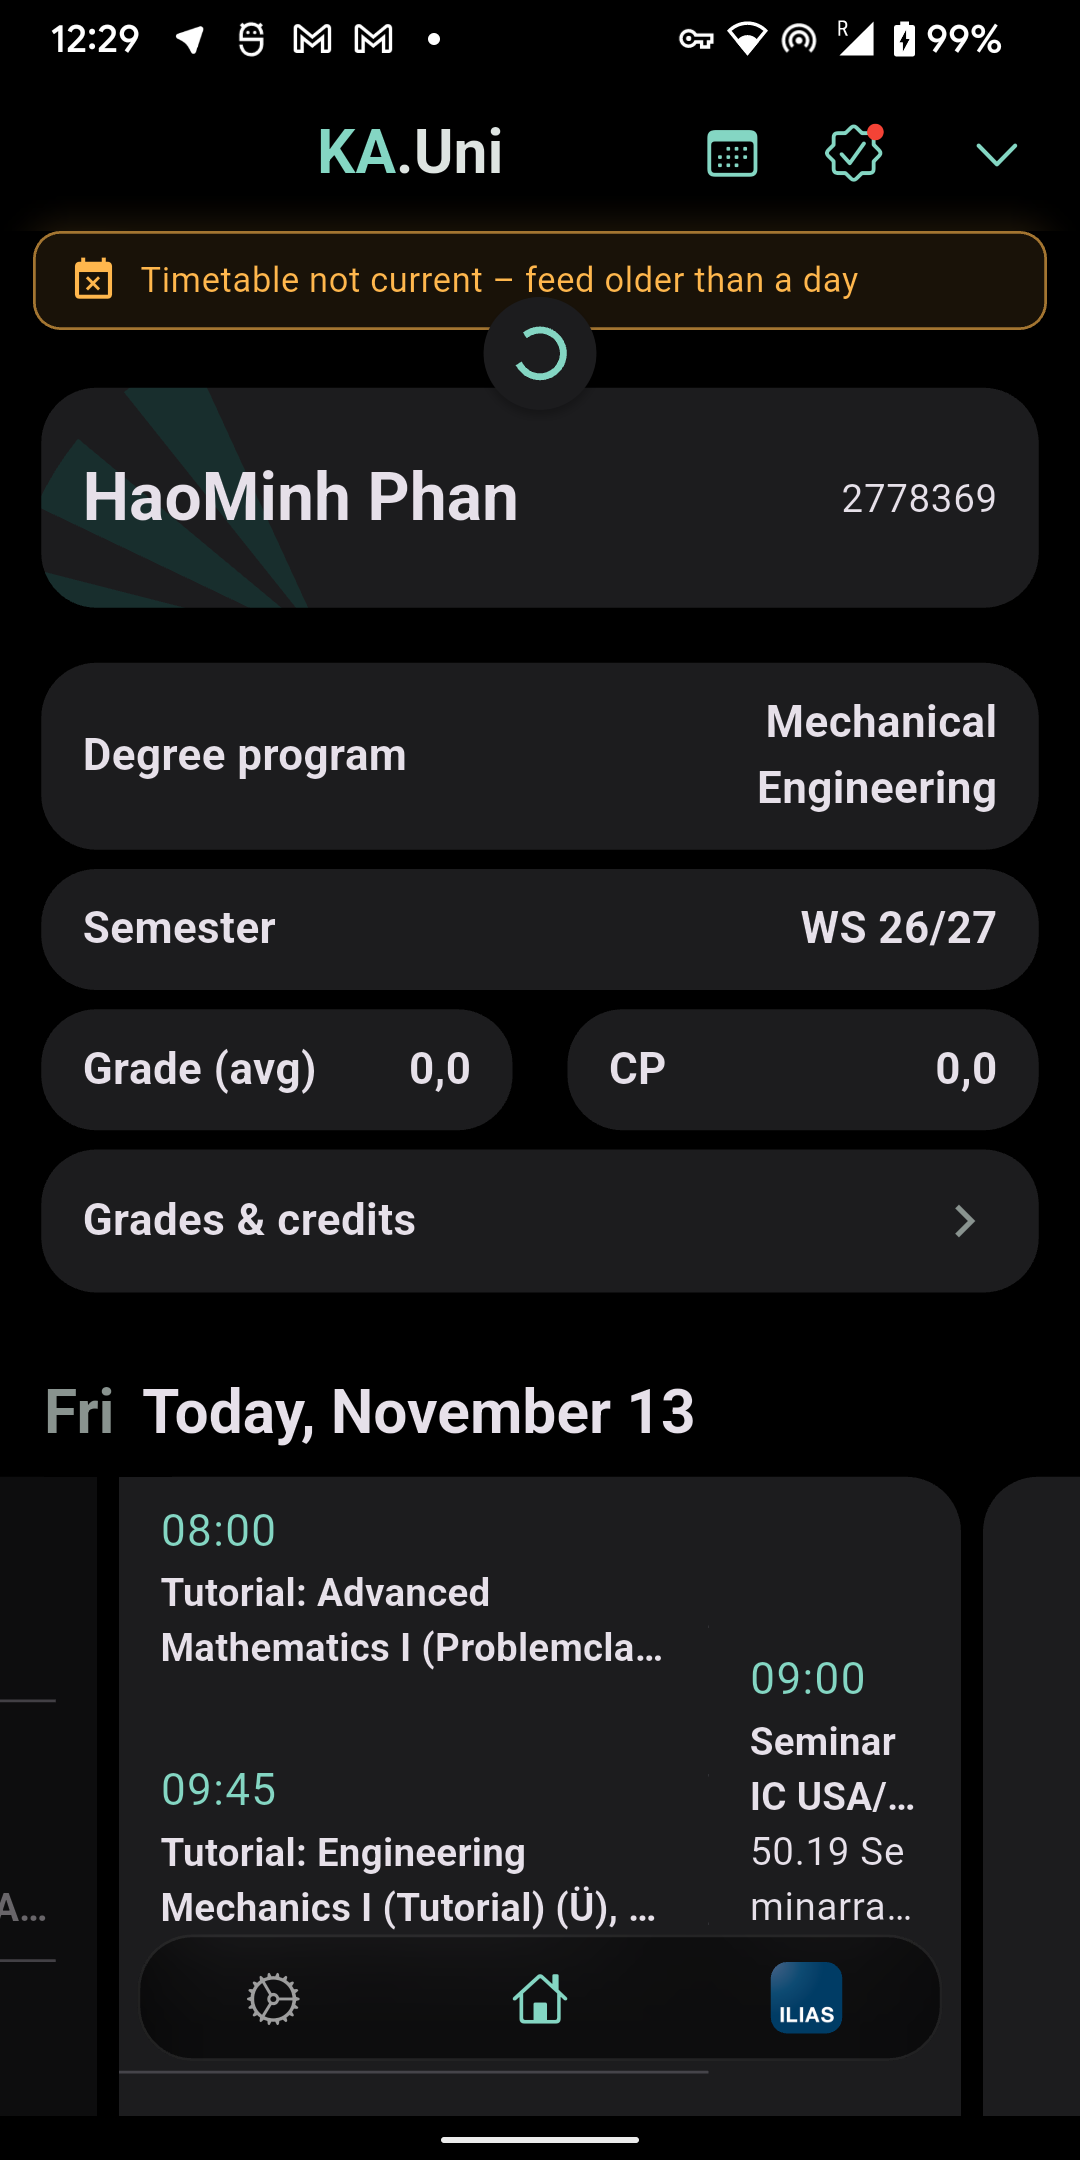 12:29
R
99%
KA.Uni
Timetable not current – feed older than a day
HaoMinh Phan
2778369
Degree program
Mechanical
Engineering
Semester
WS 26/27
Grade (avg)
0,0
CP
0,0
Grades & credits
Fri
Today, November 13
08:00
Tutorial: Advanced
Mathematics I (Problemcla...
09:45
Tutorial: Engineering
Mechanics I (Tutorial) (Ü), ...
09:00
Seminar
IC USA/...
50.19 Se
minarra...
A...
ILIAS